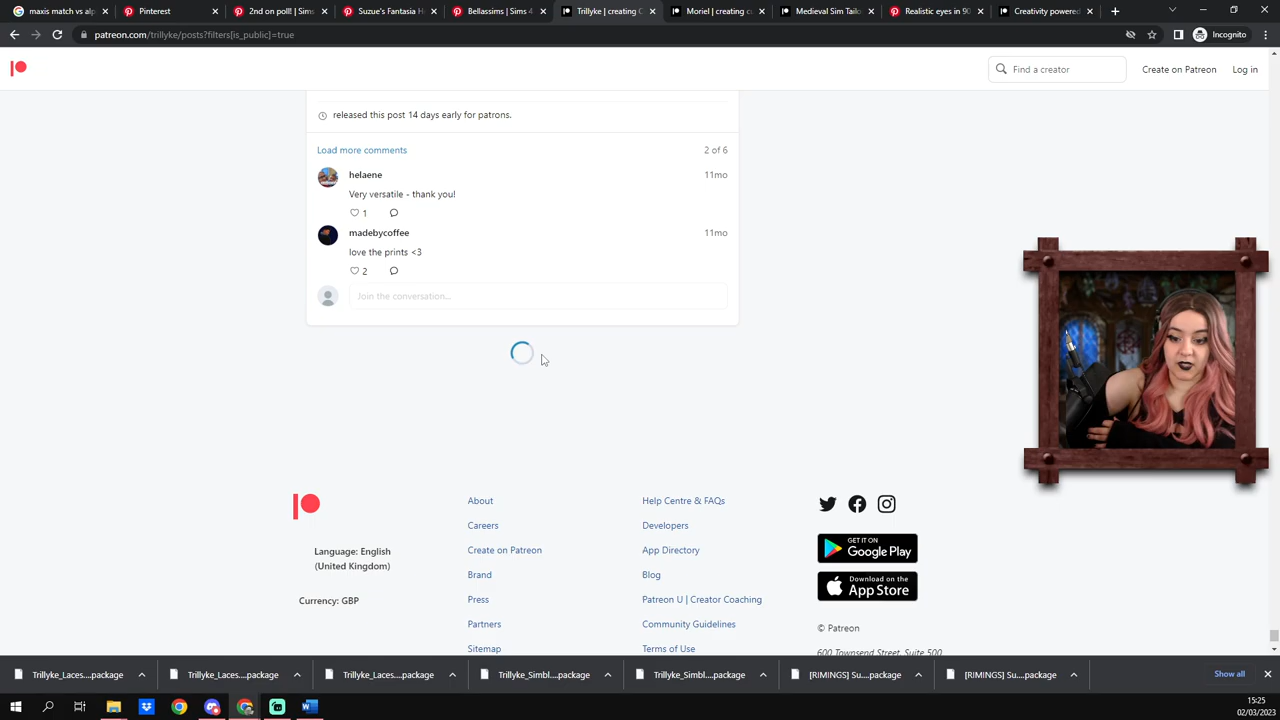 maxis match vs alp
Pinterest
2nd on poll! | Sims
Suzue's Fantasia H
Bellassims | Sims 4
Trillyke | creating C
Moriel | creating cu
Medieval Sim Tailo
Realistic eyes in 90
Creativity powered
patreon.com/trillyke/posts?filters[is_public]=true
Incognito
Find a creator
Create on Patreon
Log in
released this post 14 days early for patrons.
Load more comments
2 of 6
helaene
11mo
Very versatile - thank you!
1
madebycoffee
11mo
love the prints <3
2
Join the conversation...
About
Careers
Create on Patreon
Brand
Press
Partners
Sitemap
Help Centre & FAQs
Developers
App Directory
Blog
Patreon U | Creator Coaching
Community Guidelines
Terms of Use
Language: English
(United Kingdom)
Currency: GBP
GET IT ON
Google Play
Download on the
App Store
© Patreon
600 Townsend Street, Suite 500
Trillyke_Laces....package
Trillyke_Laces....package
Trillyke_Laces....package
Trillyke_Simbl....package
Trillyke_Simbl....package
[RIMINGS] Su....package
[RIMINGS] Su....package
Show all
15:25
02/03/2023